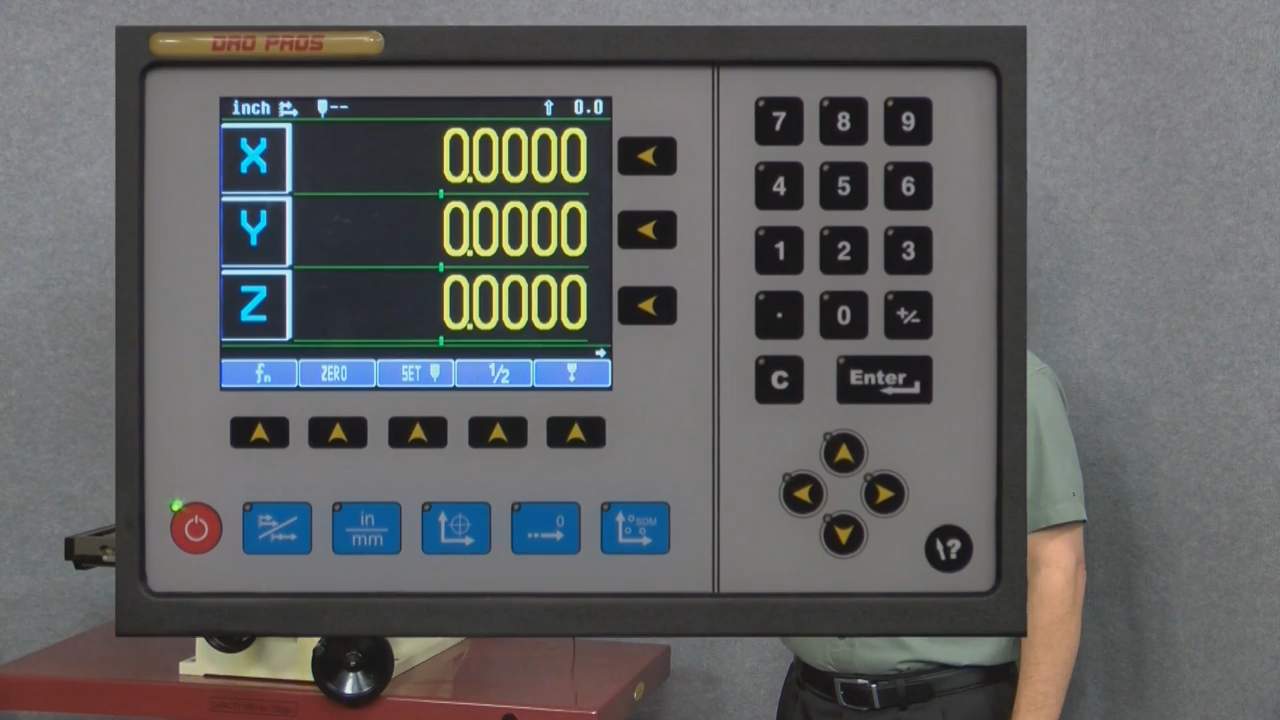 DRO PROS
inch -- 0.0
X 0.0000
Y 0.0000
Z 0.0000
fn ZERO SET 1/2
7 8 9
4 5 6
1 2 3
. 0 +/-
C Enter
in
mm
0
SDM
?